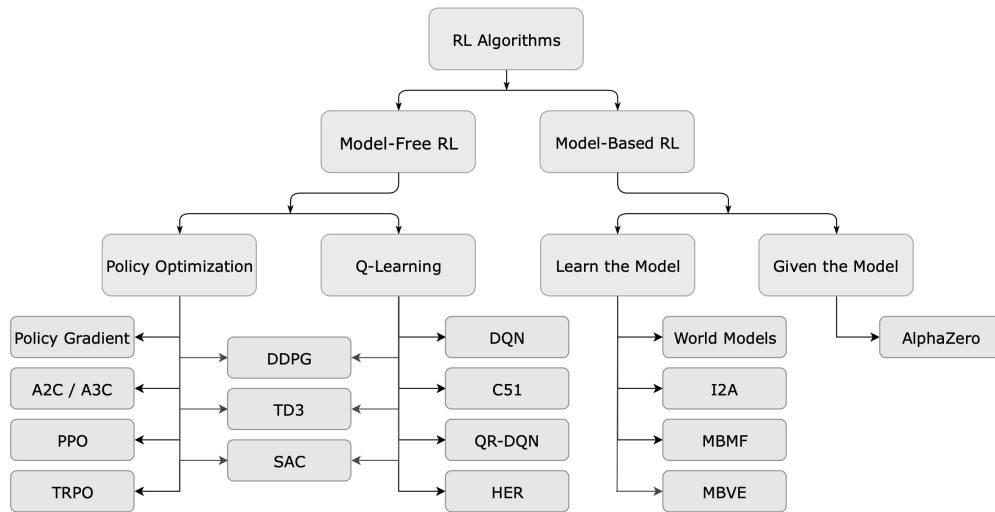 RL Algorithms
Model-Free RL
Model-Based RL
Policy Optimization
Q-Learning
Learn the Model
Given the Model
Policy Gradient
DDPG
DQN
World Models
AlphaZero
A2C / A3C
TD3
C51
I2A
PPO
SAC
QR-DQN
MBMF
TRPO
HER
MBVE